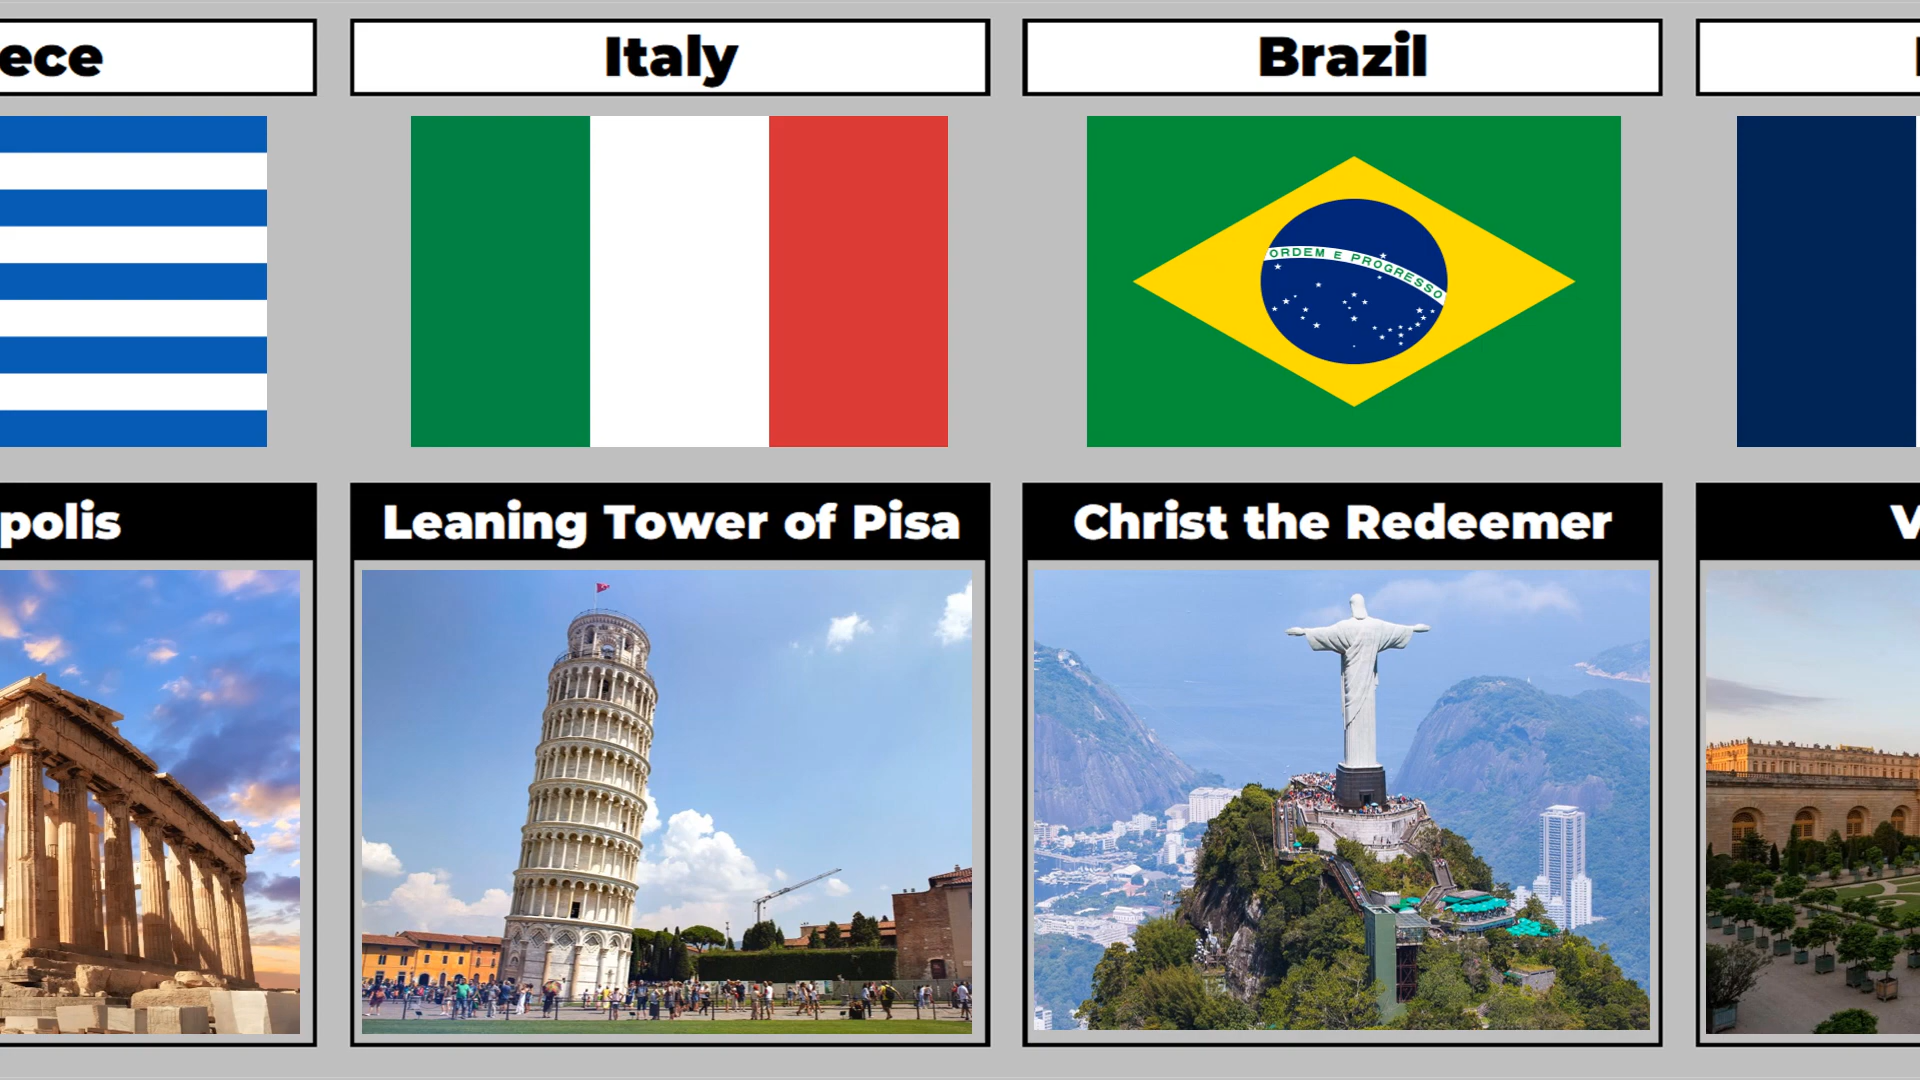 ece
Italy
Brazil
ORDEM E PROGRESSO
polis
Leaning Tower of Pisa
Christ the Redeemer
V